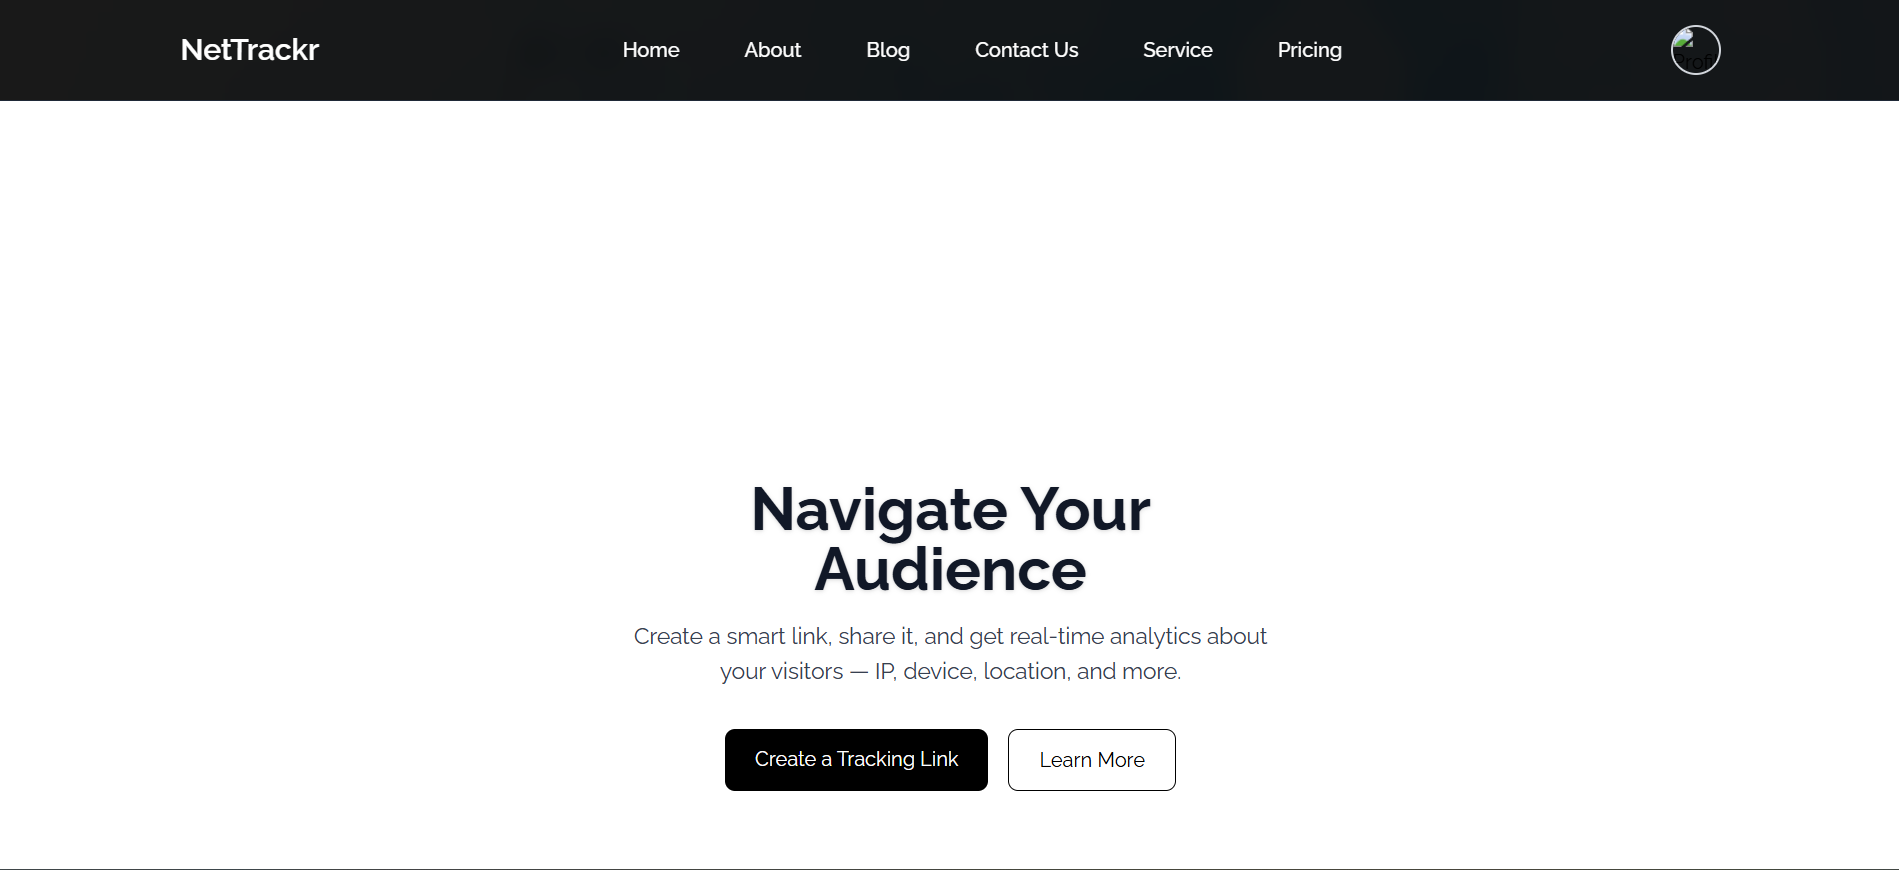 NetTrackr
Home
About
Blog
Contact Us
Service
Pricing
Profi
Navigate Your
Audience
Create a smart link, share it, and get real-time analytics about
your visitors — IP, device, location, and more.
Create a Tracking Link
Learn More